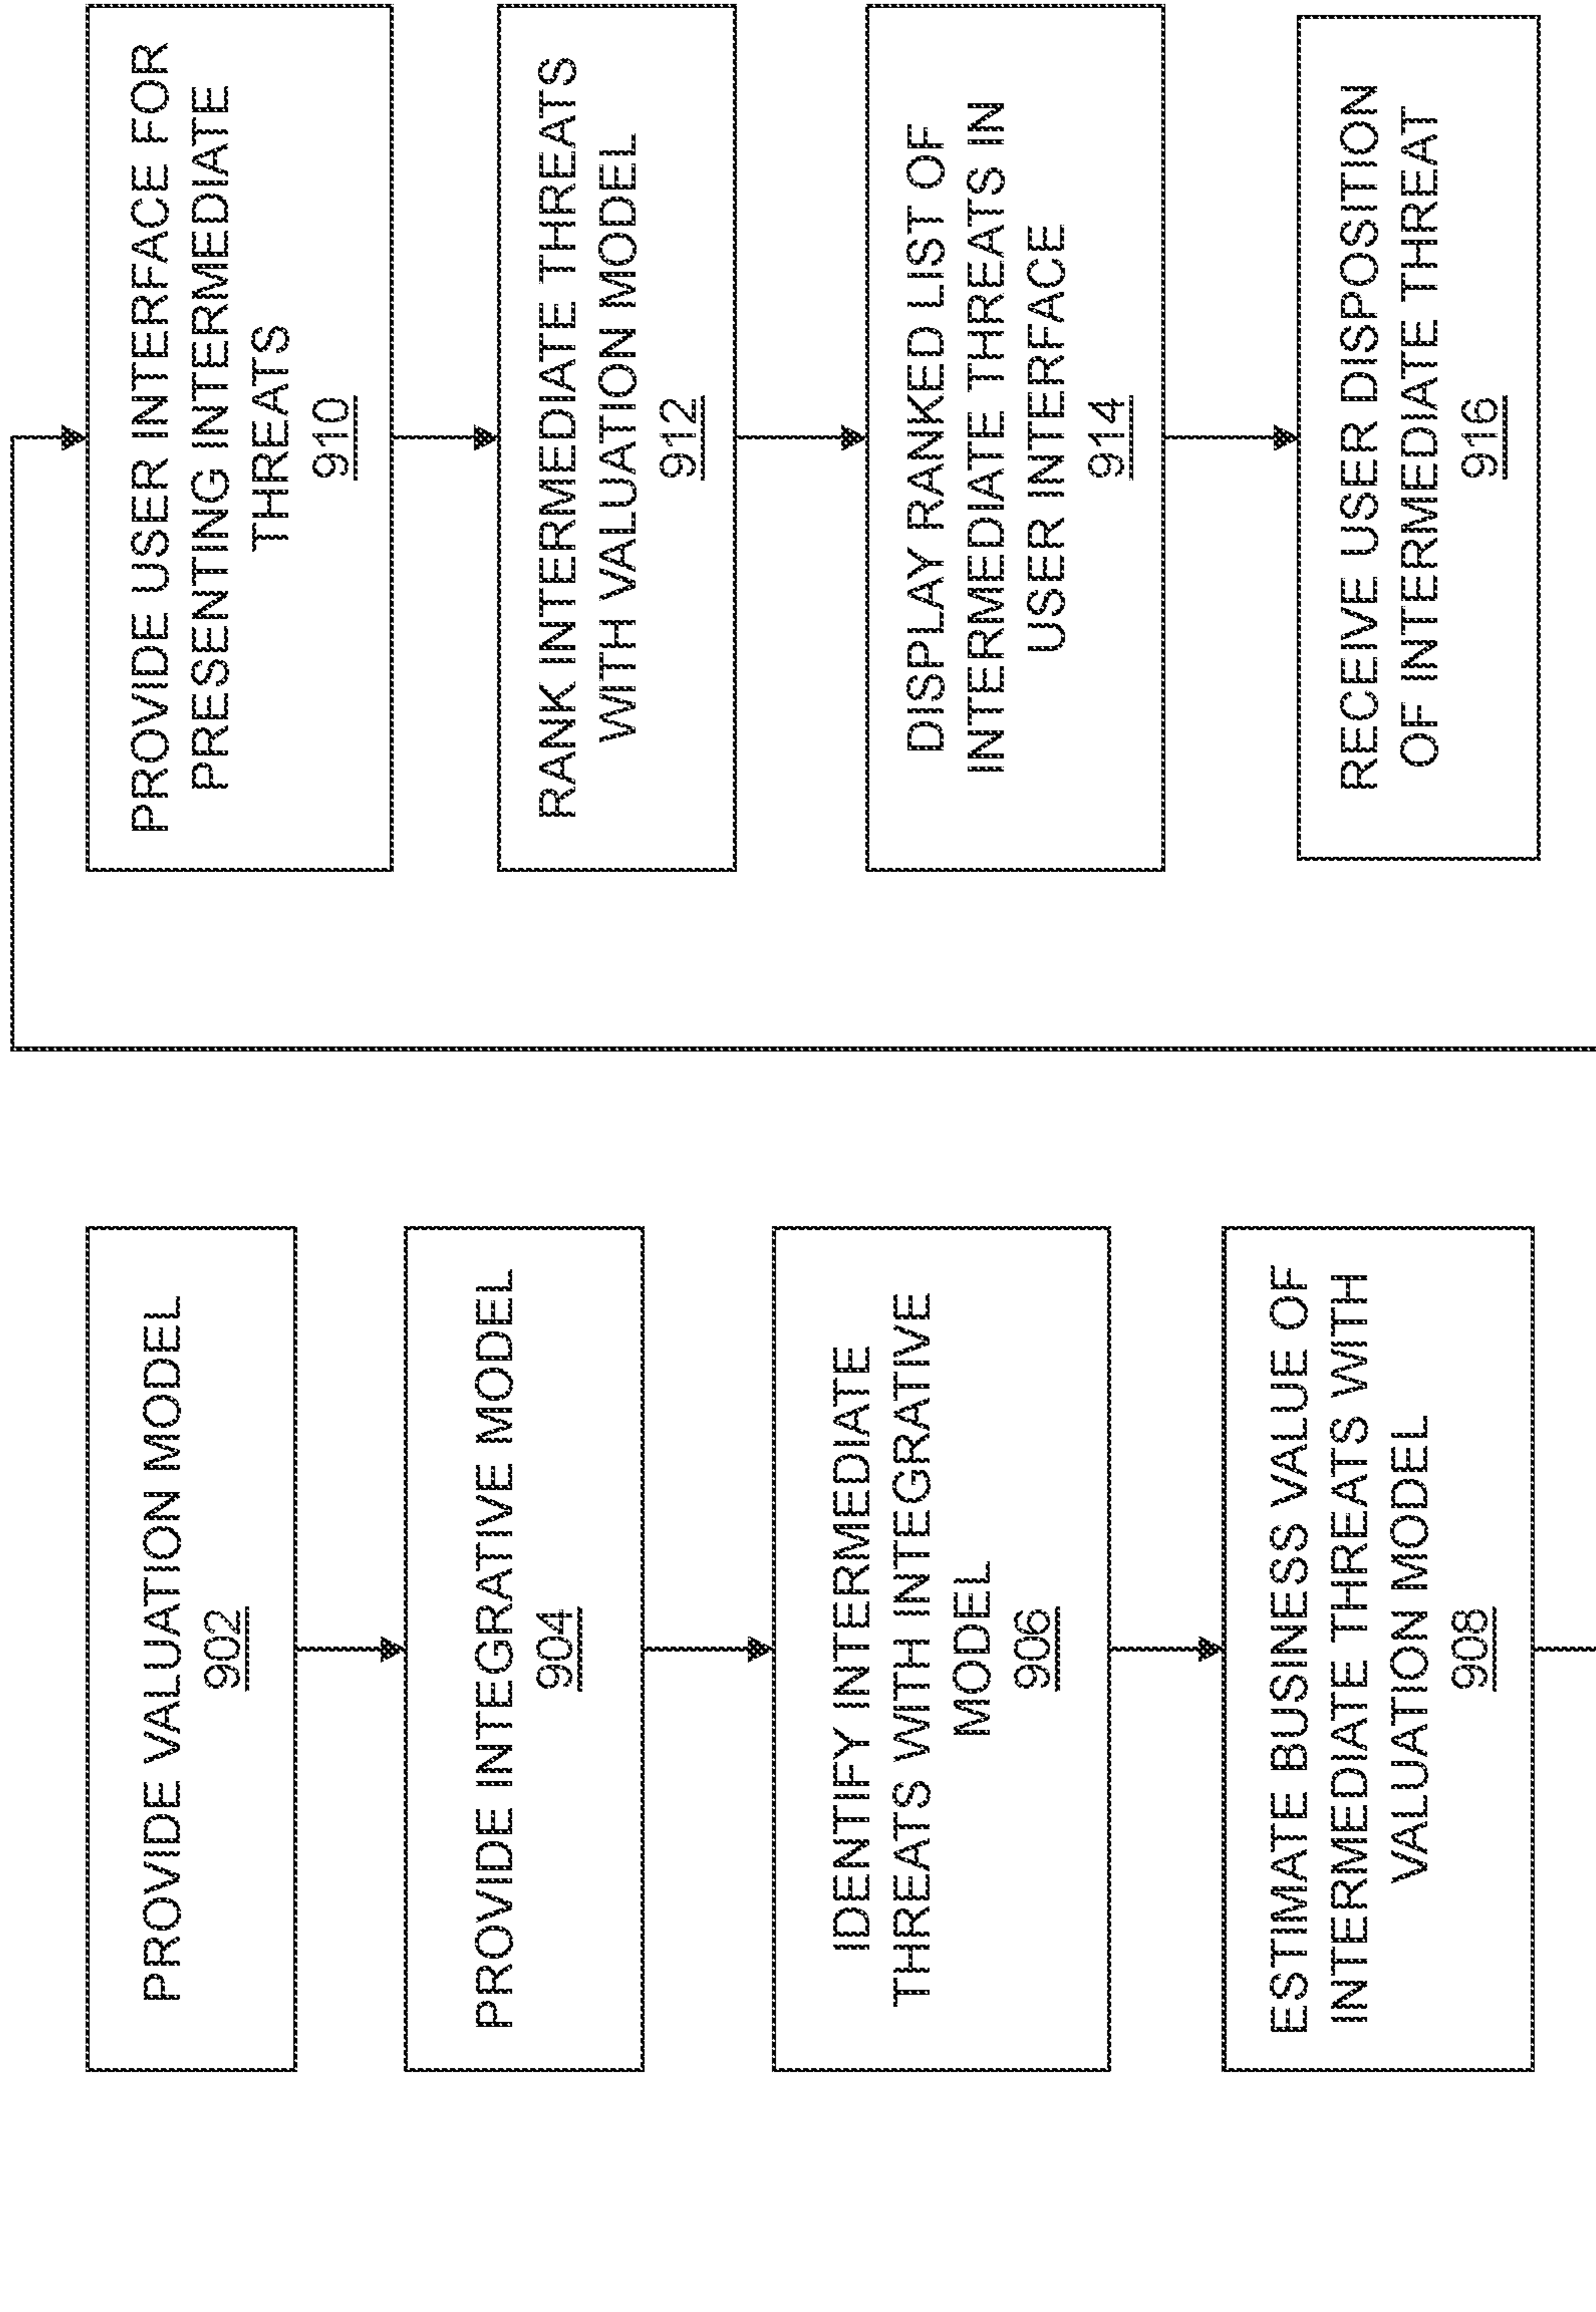 PROVIDE VALUATION MODEL
902
PROVIDE INTEGRATIVE MODEL
904
IDENTIFY INTERMEDIATE
THREATS WITH INTEGRATIVE
MODEL
906
ESTIMATE BUSINESS VALUE OF
INTERMEDIATE THREATS WITH
VALUATION MODEL
908
PROVIDE USER INTERFACE FOR
PRESENTING INTERMEDIATE
THREATS
910
RANK INTERMEDIATE THREATS
WITH VALUATION MODEL
912
DISPLAY RANKED LIST OF
INTERMEDIATE THREATS IN
USER INTERFACE
914
RECEIVE USER DISPOSITION
OF INTERMEDIATE THREAT
916